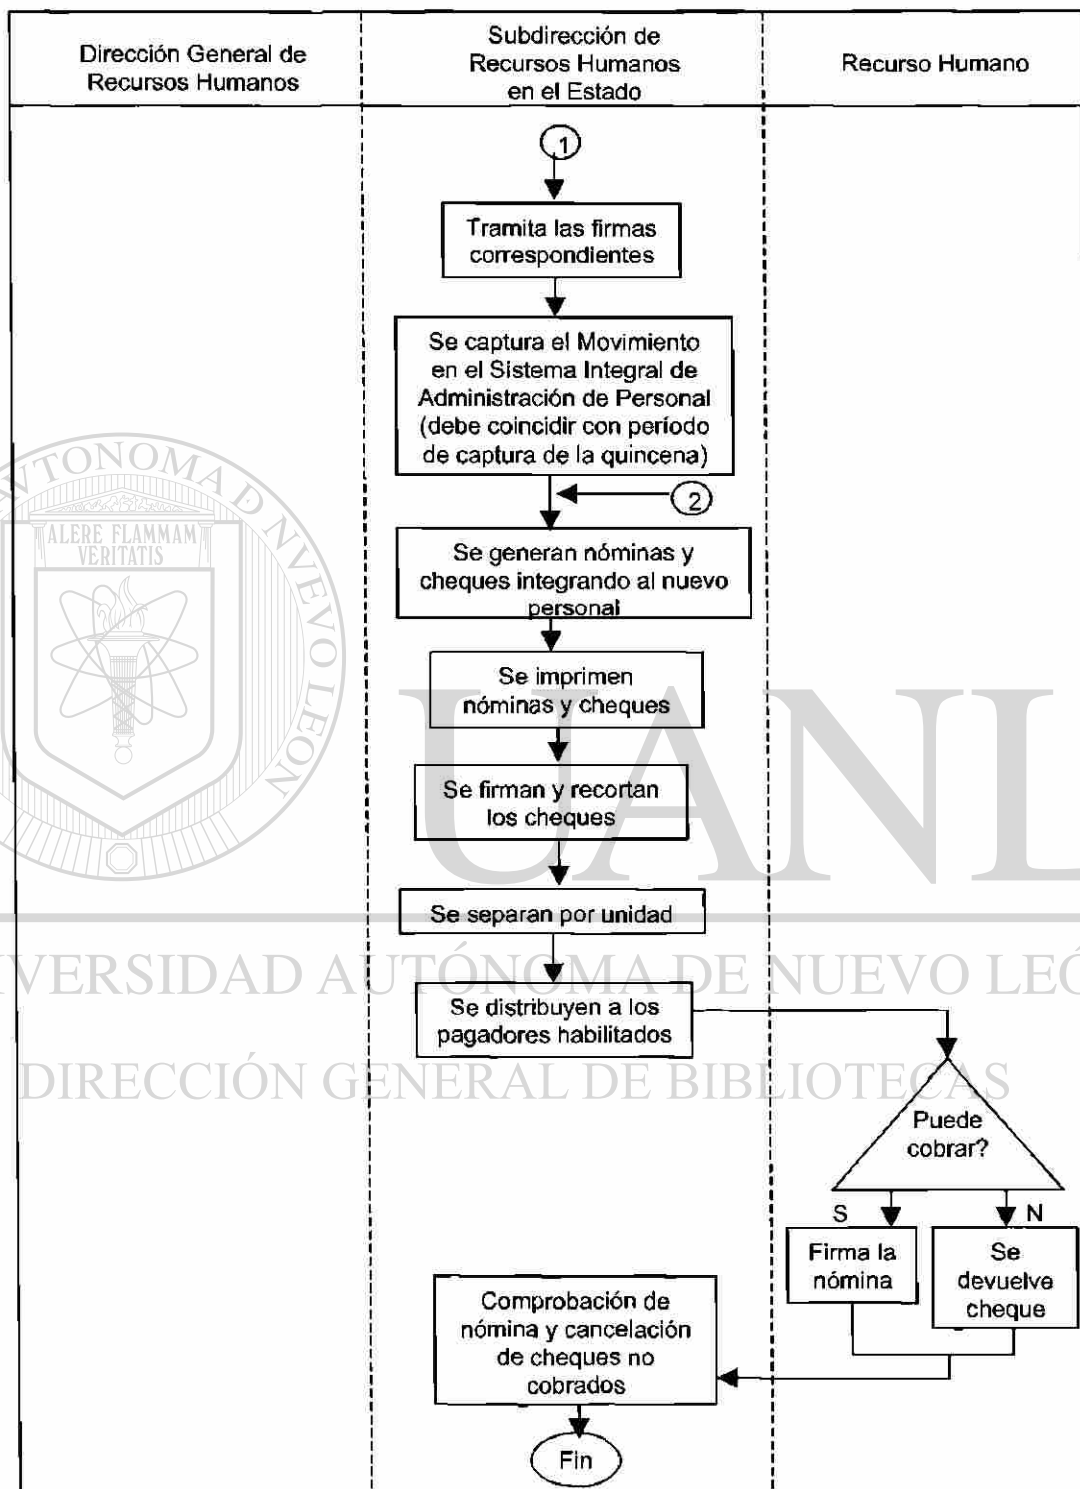 Dirección General de
Recursos Humanos
Subdirección de
Recursos Humanos
en el Estado
Recurso Humano
1
Tramita las firmas
correspondientes
Se captura el Movimiento
en el Sistema Integral de
Administración de Personal
(debe coincidir con período
de captura de la quincena)
2
Se generan nóminas y
cheques integrando al nuevo
personal
Se imprimen
nóminas y cheques
Se firman y recortan
los cheques
Se separan por unidad
Se distribuyen a los
pagadores habilitados
Puede
cobrar?
S
N
Firma la
nómina
Se
devuelve
cheque
Comprobación de
nómina y cancelación
de cheques no
cobrados
Fin
UTONOMA D NUEVO LEON
ALERE FLAMMAM
VERITATIS
UANL
IVERSIDAD AUTÓNOMA DE NUEVO LEÓ
DIRECCIÓN GENERAL DE BIBLIOTECAS